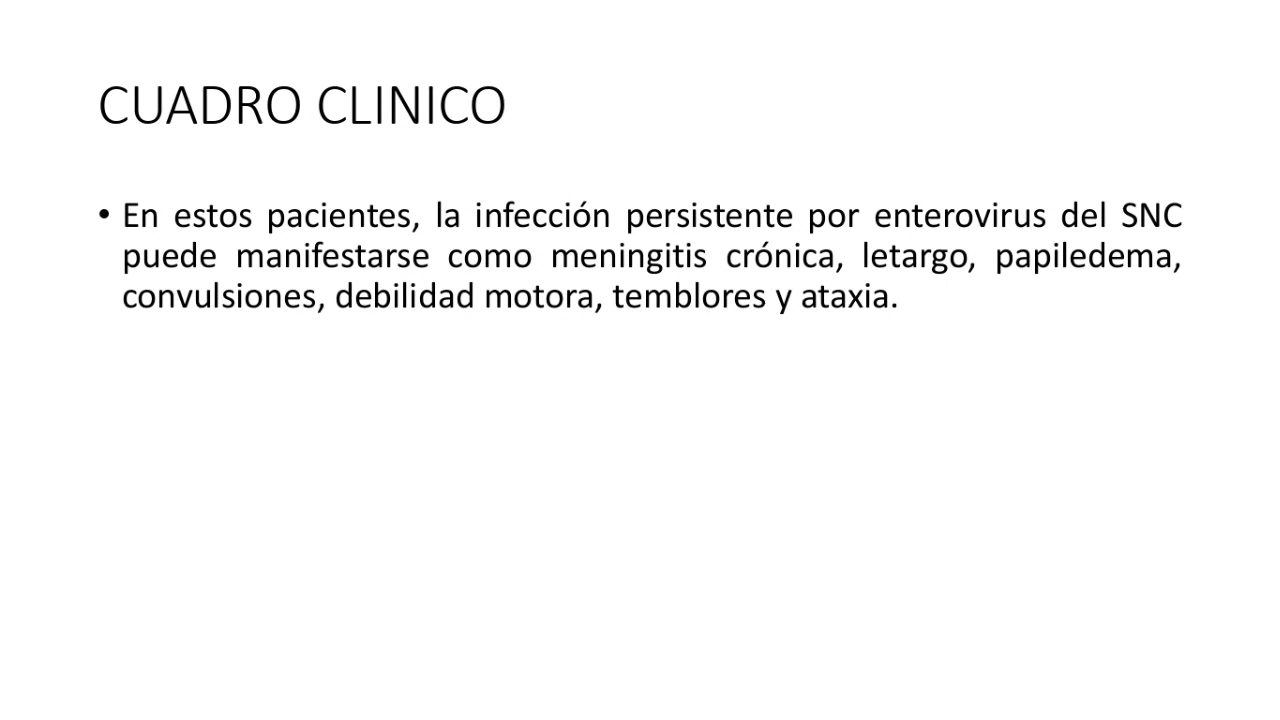 CUADRO CLINICO
• En estos pacientes, la infección persistente por enterovirus del SNC
puede manifestarse como meningitis crónica, letargo, papiledema,
convulsiones, debilidad motora, temblores y ataxia.